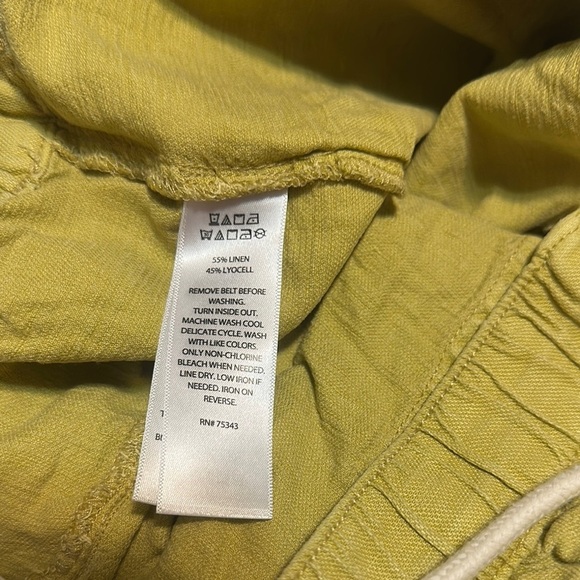 55% LINEN
45% LYOCELL
REMOVE BELT BEFORE
WASHING.
TURN INSIDE OUT.
MACHINE WASH COOL
DELICATE CYCLE. WASH
WITH LIKE COLORS.
ONLY NON-CHLORINE
BLEACH WHEN NEEDED.
LINE DRY. LOW IRON IF
NEEDED. IRON ON
REVERSE.
RN# 75343